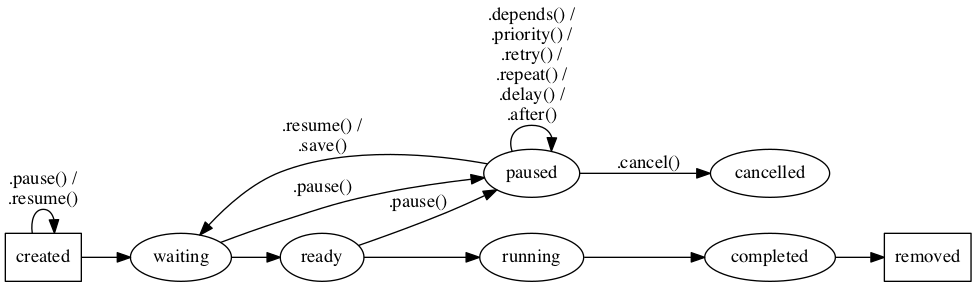 .depends() /
.priority() /
.retry() /
.repeat() /
.delay() /
.after()
.resume() /
.save()
.pause()
.pause()
.cancel()
paused
cancelled
.pause() /
.resume()
created
waiting
ready
running
completed
removed